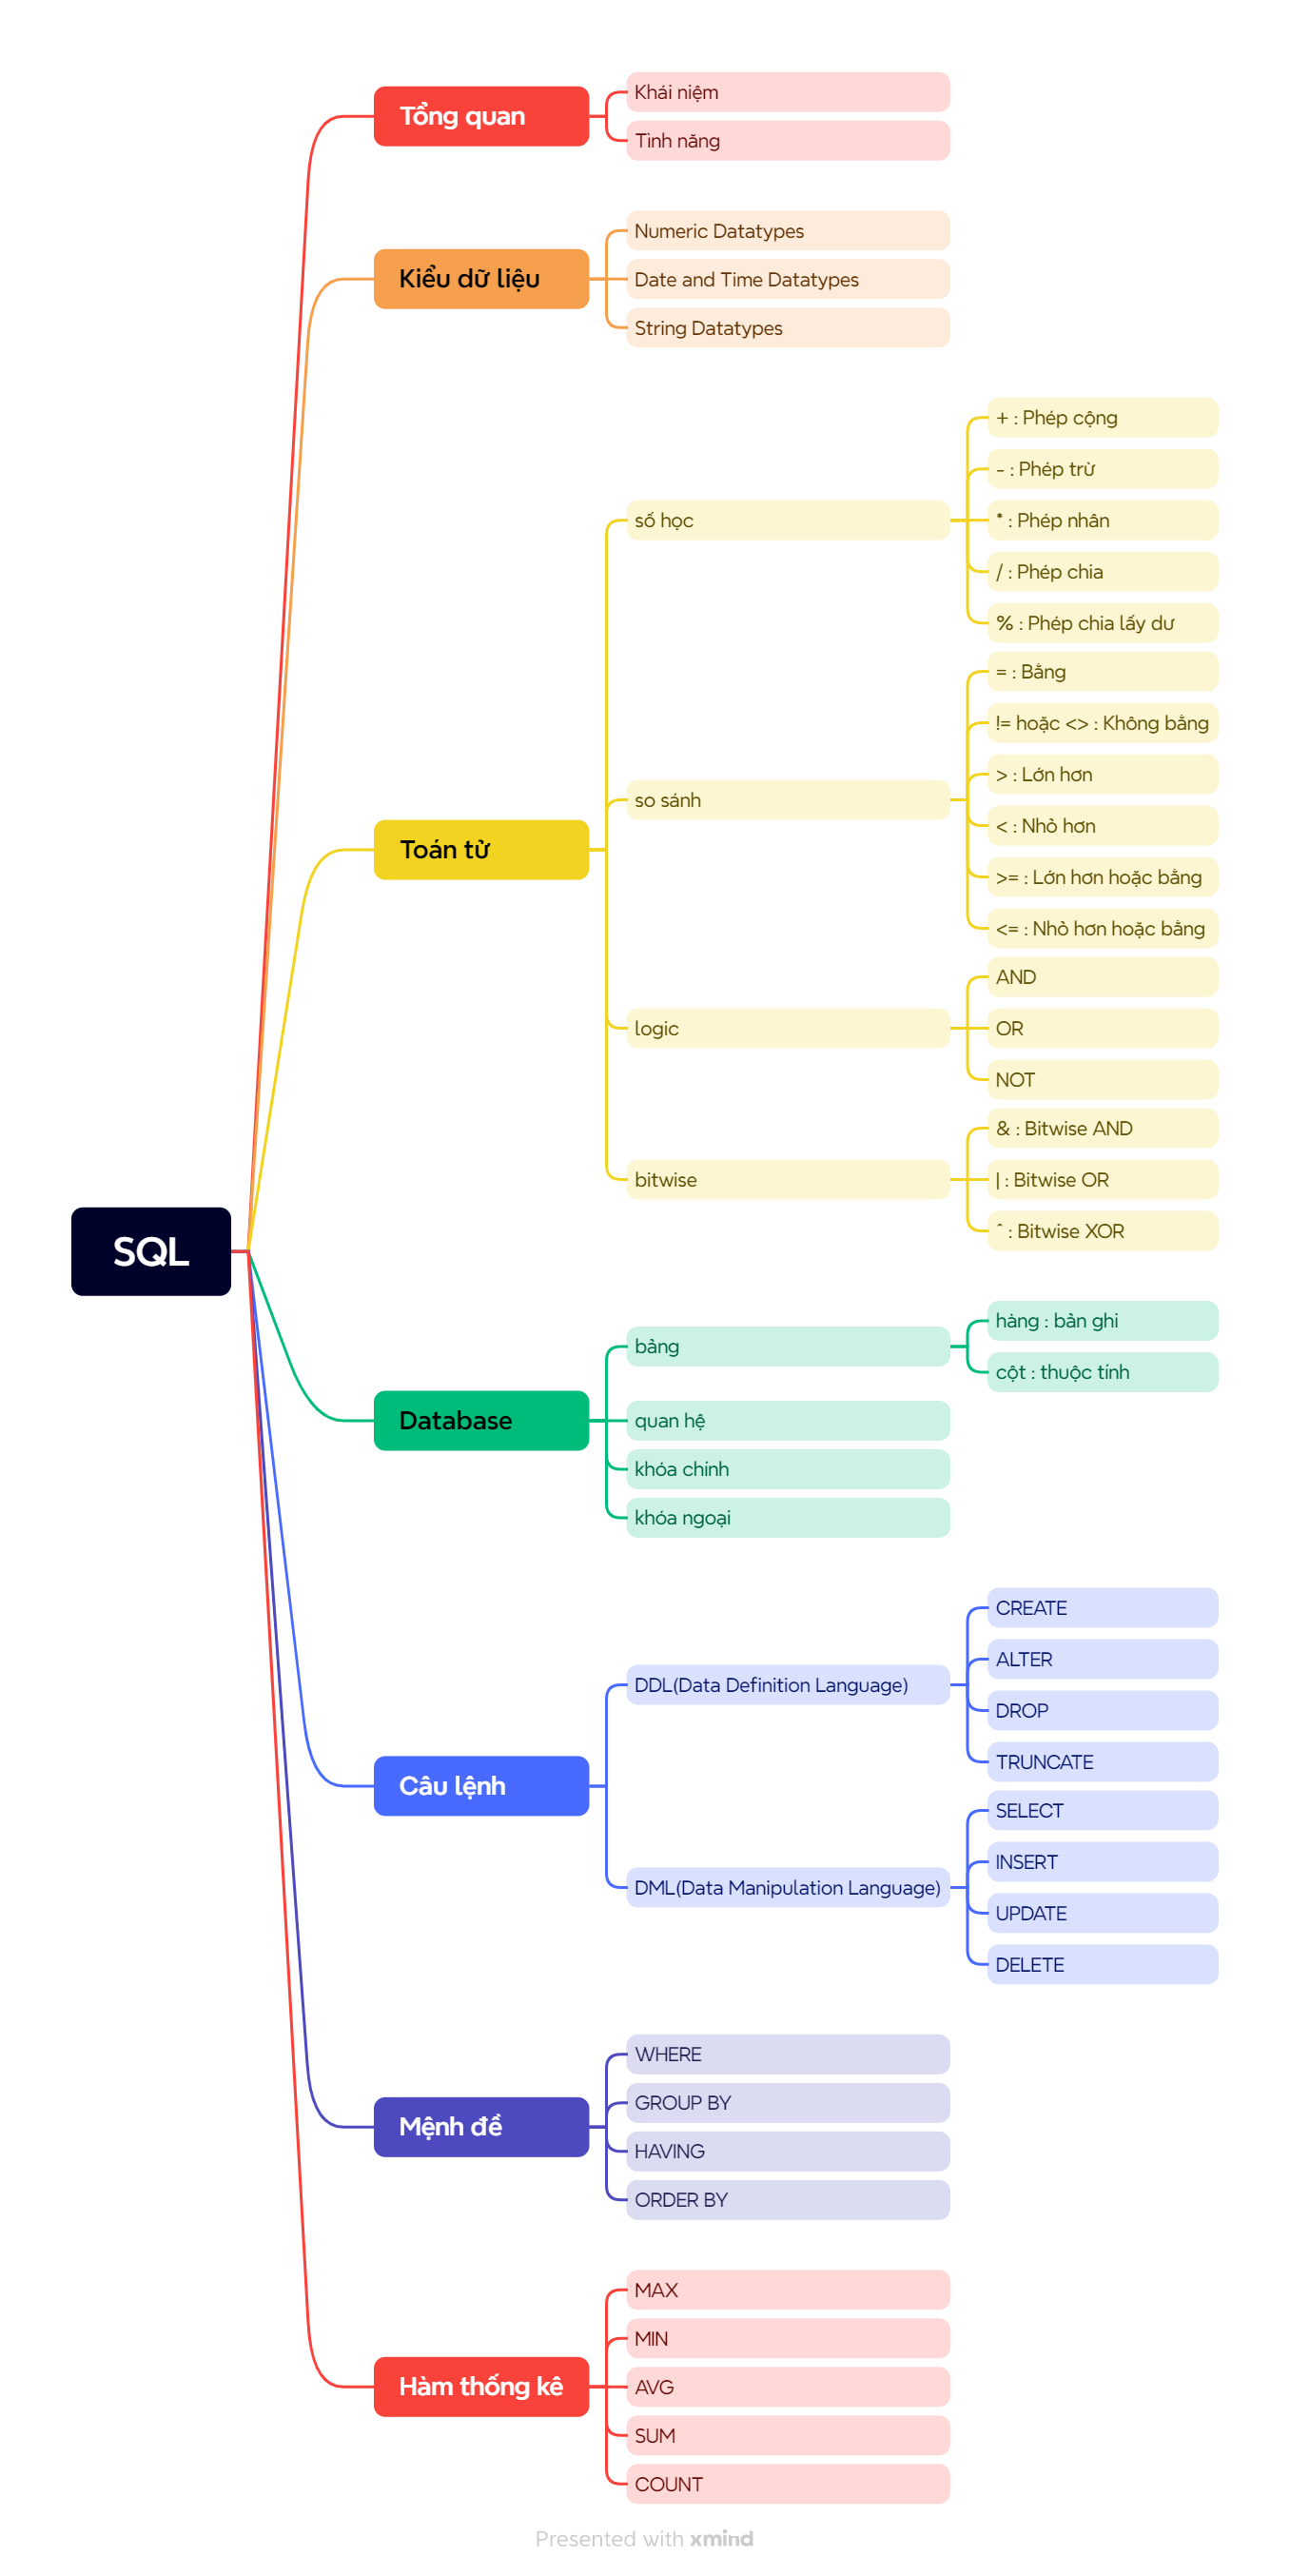 Tổng quan
Khái niệm
Tình năng
Kiểu dữ liệu
Numeric Datatypes
Date and Time Datatypes
String Datatypes
Toán tử
số học
+ : Phép cộng
- : Phép trừ
* : Phép nhân
/ : Phép chia
% : Phép chia lấy dư
so sánh
= : Bằng
!= hoặc <> : Không bằng
> : Lớn hơn
< : Nhỏ hơn
>= : Lớn hơn hoặc bằng
<= : Nhỏ hơn hoặc bằng
logic
AND
OR
NOT
bitwise
& : Bitwise AND
| : Bitwise OR
^ : Bitwise XOR
SQL
Database
bảng
hàng : bản ghi
cột : thuộc tính
quan hệ
khóa chính
khóa ngoại
Câu lệnh
DDL(Data Definition Language)
CREATE
ALTER
DROP
TRUNCATE
DML(Data Manipulation Language)
SELECT
INSERT
UPDATE
DELETE
Mệnh đề
WHERE
GROUP BY
HAVING
ORDER BY
Hàm thống kê
MAX
MIN
AVG
SUM
COUNT
Presented with xmind